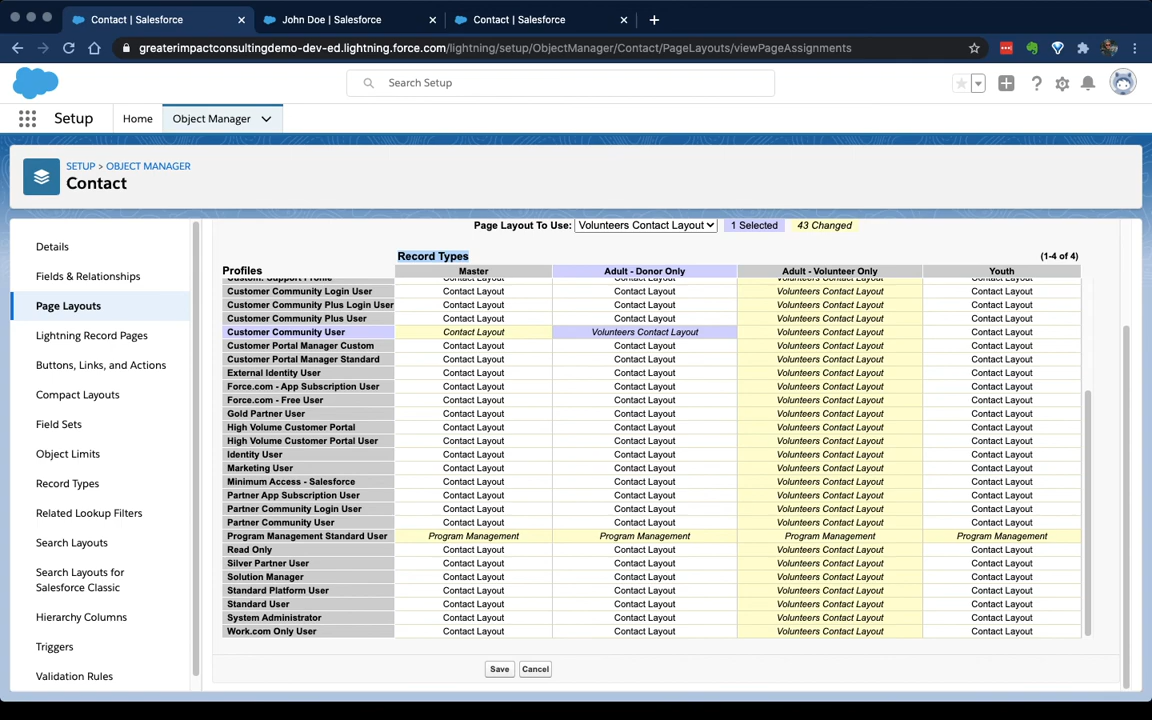 Contact | Salesforce
John Doe | Salesforce
Contact | Salesforce
greaterimpactconsultingdemo-dev-ed.lightning.force.com/lightning/setup/ObjectManager/Contact/PageLayouts/viewPageAssignments
Search Setup
Setup
Home
Object Manager
SETUP > OBJECT MANAGER
Contact
Details
Fields & Relationships
Page Layouts
Lightning Record Pages
Buttons, Links, and Actions
Compact Layouts
Field Sets
Object Limits
Record Types
Related Lookup Filters
Search Layouts
Search Layouts for
Salesforce Classic
Hierarchy Columns
Triggers
Validation Rules
Page Layout To Use: Volunteers Contact Layout 1 Selected 43 Changed
Record Types (1-4 of 4)
Profiles Master Adult - Donor Only Adult - Volunteer Only Youth
Custom: Support Profile Contact Layout Contact Layout Volunteers Contact Layout Contact Layout
Customer Community Login User Contact Layout Contact Layout Volunteers Contact Layout Contact Layout
Customer Community Plus Login User Contact Layout Contact Layout Volunteers Contact Layout Contact Layout
Customer Community Plus User Contact Layout Contact Layout Volunteers Contact Layout Contact Layout
Customer Community User Contact Layout Volunteers Contact Layout Volunteers Contact Layout Contact Layout
Customer Portal Manager Custom Contact Layout Contact Layout Volunteers Contact Layout Contact Layout
Customer Portal Manager Standard Contact Layout Contact Layout Volunteers Contact Layout Contact Layout
External Identity User Contact Layout Contact Layout Volunteers Contact Layout Contact Layout
Force.com - App Subscription User Contact Layout Contact Layout Volunteers Contact Layout Contact Layout
Force.com - Free User Contact Layout Contact Layout Volunteers Contact Layout Contact Layout
Gold Partner User Contact Layout Contact Layout Volunteers Contact Layout Contact Layout
High Volume Customer Portal Contact Layout Contact Layout Volunteers Contact Layout Contact Layout
High Volume Customer Portal User Contact Layout Contact Layout Volunteers Contact Layout Contact Layout
Identity User Contact Layout Contact Layout Volunteers Contact Layout Contact Layout
Marketing User Contact Layout Contact Layout Volunteers Contact Layout Contact Layout
Minimum Access - Salesforce Contact Layout Contact Layout Volunteers Contact Layout Contact Layout
Partner App Subscription User Contact Layout Contact Layout Volunteers Contact Layout Contact Layout
Partner Community Login User Contact Layout Contact Layout Volunteers Contact Layout Contact Layout
Partner Community User Contact Layout Contact Layout Volunteers Contact Layout Contact Layout
Program Management Standard User Program Management Program Management Program Management Program Management
Read Only Contact Layout Contact Layout Volunteers Contact Layout Contact Layout
Silver Partner User Contact Layout Contact Layout Volunteers Contact Layout Contact Layout
Solution Manager Contact Layout Contact Layout Volunteers Contact Layout Contact Layout
Standard Platform User Contact Layout Contact Layout Volunteers Contact Layout Contact Layout
Standard User Contact Layout Contact Layout Volunteers Contact Layout Contact Layout
System Administrator Contact Layout Contact Layout Volunteers Contact Layout Contact Layout
Work.com Only User Contact Layout Contact Layout Volunteers Contact Layout Contact Layout
Save Cancel